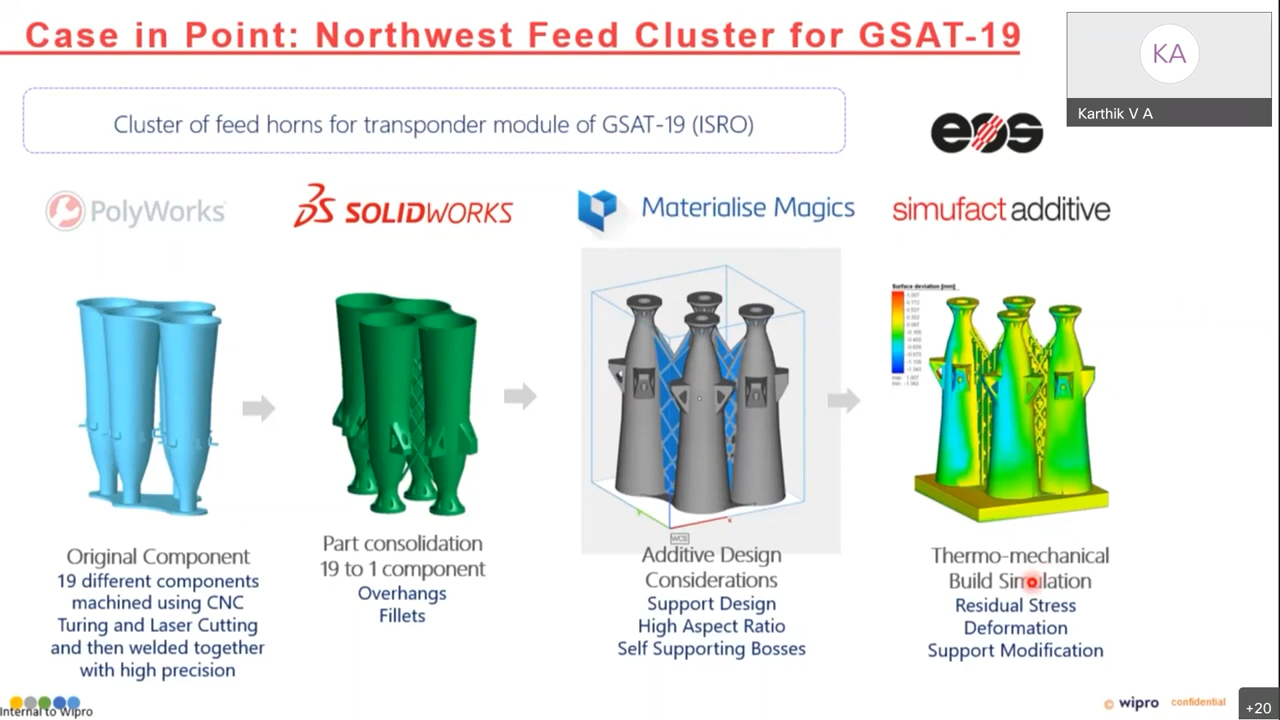 Case in Point: Northwest Feed Cluster for GSAT-19
KA
Karthik V A
Cluster of feed horns for transponder module of GSAT-19 (ISRO)
eos
PolyWorks
SOLIDWORKS
Materialise Magics
simufact additive
Surface deviation [mm]
WCS
Original Component
19 different components
machined using CNC
Turing and Laser Cutting
and then welded together
with high precision
Part consolidation
19 to 1 component
Overhangs
Fillets
Additive Design
Considerations
Support Design
High Aspect Ratio
Self Supporting Bosses
Thermo-mechanical
Build Simulation
Residual Stress
Deformation
Support Modification
Internal to Wipro
© wipro confidential
+20